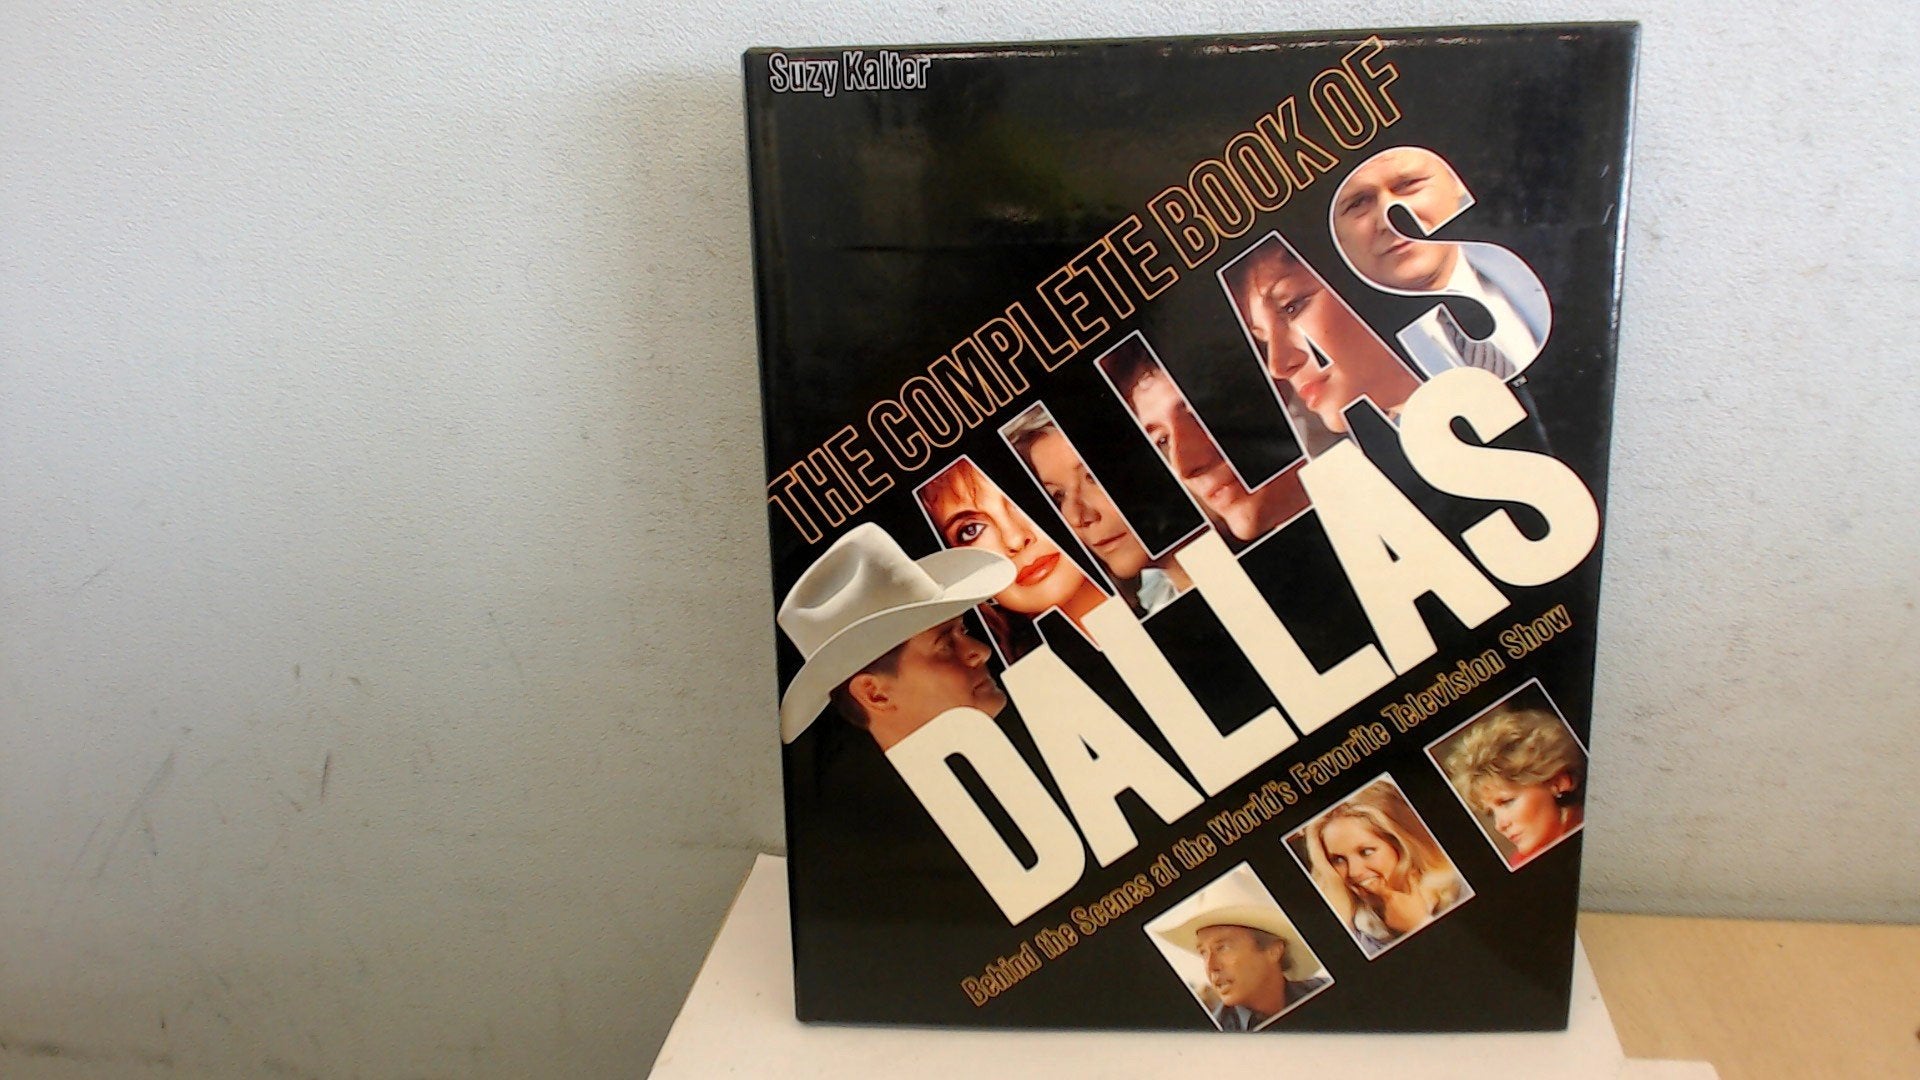 Suzy Kalter
THE COMPLETE BOOK OF
DALLAS
DALLAS
Behind the Scenes at the World's Favorite Television Show